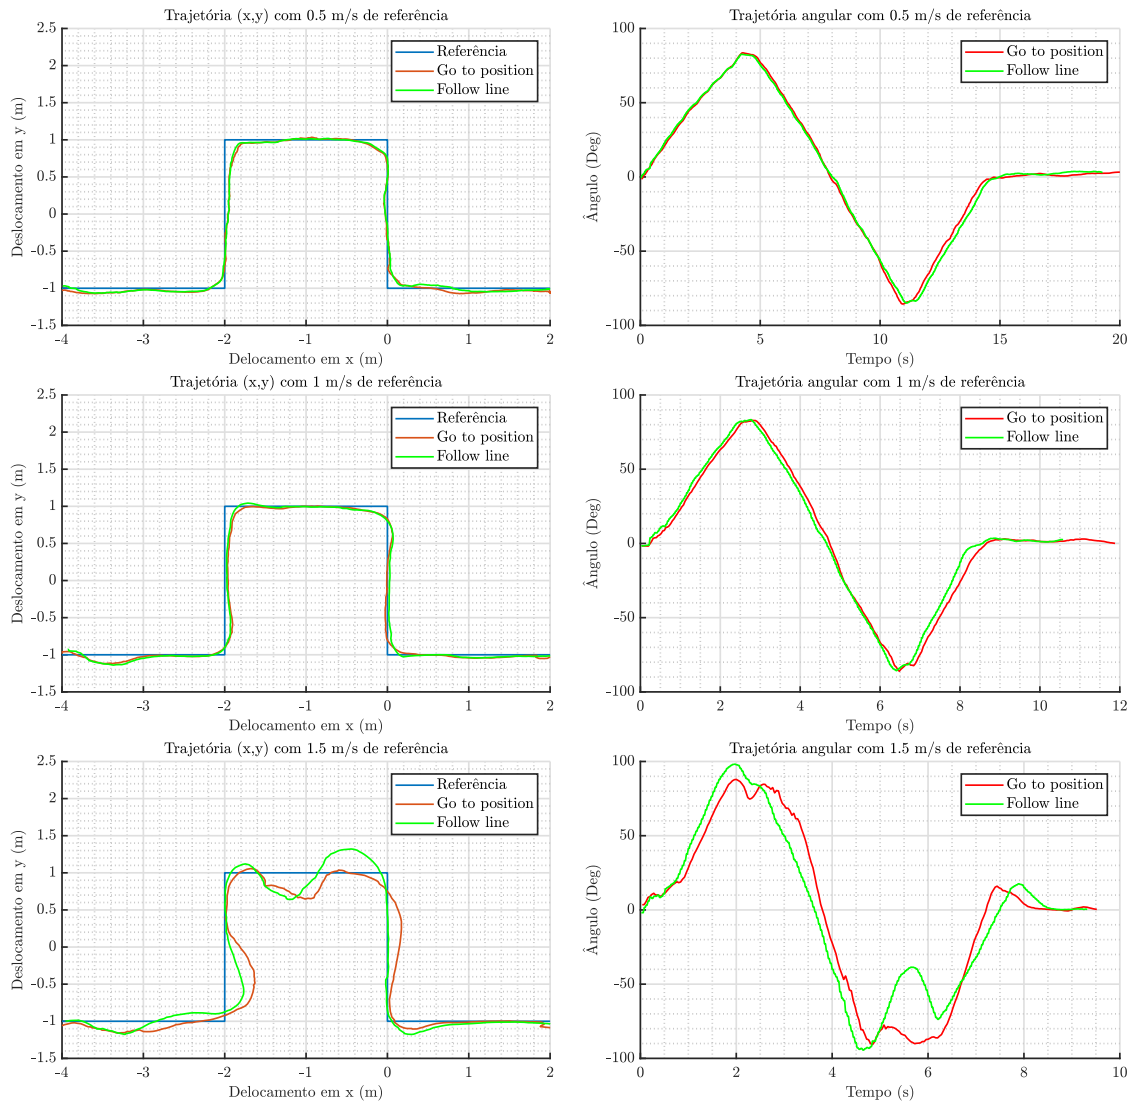 Trajetória (x,y) com 0.5 m/s de referência
2.5
2
1.5
1
0.5
0
-0.5
-1
-1.5
-4
-3
-2
-1
0
1
2
Deslocamento em y (m)
Delocamento em x (m)
Referência
Go to position
Follow line
Trajetória angular com 0.5 m/s de referência
100
50
0
-50
-100
0
5
10
15
20
Ângulo (Deg)
Tempo (s)
Go to position
Follow line
Trajetória (x,y) com 1 m/s de referência
2.5
2
1.5
1
0.5
0
-0.5
-1
-1.5
-4
-3
-2
-1
0
1
2
Deslocamento em y (m)
Delocamento em x (m)
Referência
Go to position
Follow line
Trajetória angular com 1 m/s de referência
100
50
0
-50
-100
0
2
4
6
8
10
12
Ângulo (Deg)
Tempo (s)
Go to position
Follow line
Trajetória (x,y) com 1.5 m/s de referência
2.5
2
1.5
1
0.5
0
-0.5
-1
-1.5
-4
-3
-2
-1
0
1
2
Deslocamento em y (m)
Delocamento em x (m)
Referência
Go to position
Follow line
Trajetória angular com 1.5 m/s de referência
100
50
0
-50
-100
0
2
4
6
8
10
Ângulo (Deg)
Tempo (s)
Go to position
Follow line